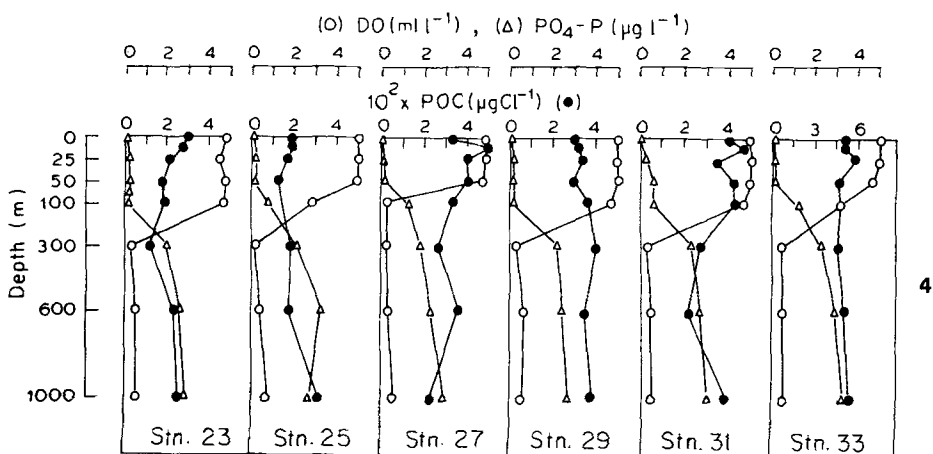 (O) DO (ml l⁻¹) , (Δ) PO₄-P (μg l⁻¹)
0 2 4 0 2 4 0 2 4 0 2 4 0 2 4 0 2 4
10² x POC (μgCl⁻¹) (●)
0 2 4 0 2 4 0 2 4 0 2 4 0 2 4 0 3 6
0
25
50
100
300
600
1000
Depth (m)
Stn. 23 Stn. 25 Stn. 27 Stn. 29 Stn. 31 Stn. 33
4